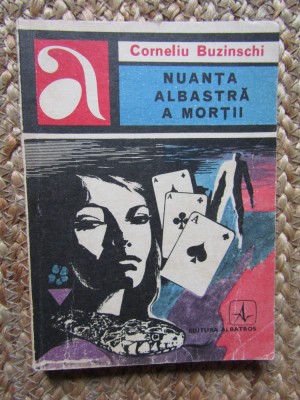 a
Corneliu Buzinschi
NUANȚA
ALBASTRĂ
A MORȚII
A
A
A
A
EDITURA ALBATROS